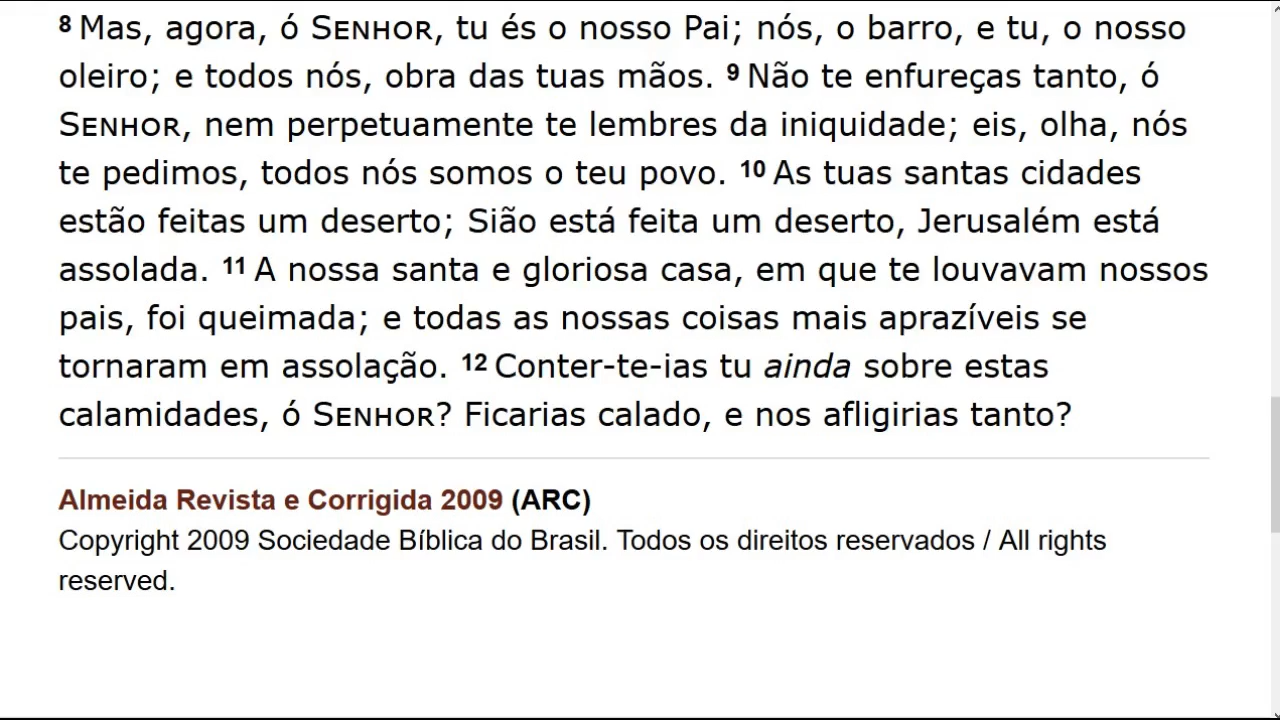 8 Mas, agora, ó SENHOR, tu és o nosso Pai; nós, o barro, e tu, o nosso
oleiro; e todos nós, obra das tuas mãos. 9 Não te enfureças tanto, ó
SENHOR, nem perpetuamente te lembres da iniquidade; eis, olha, nós
te pedimos, todos nós somos o teu povo. 10 As tuas santas cidades
estão feitas um deserto; Sião está feita um deserto, Jerusalém está
assolada. 11 A nossa santa e gloriosa casa, em que te louvavam nossos
pais, foi queimada; e todas as nossas coisas mais aprazíveis se
tornaram em assolação. 12 Conter-te-ias tu ainda sobre estas
calamidades, ó SENHOR? Ficarias calado, e nos afligirias tanto?
Almeida Revista e Corrigida 2009 (ARC)
Copyright 2009 Sociedade Bíblica do Brasil. Todos os direitos reservados / All rights
reserved.